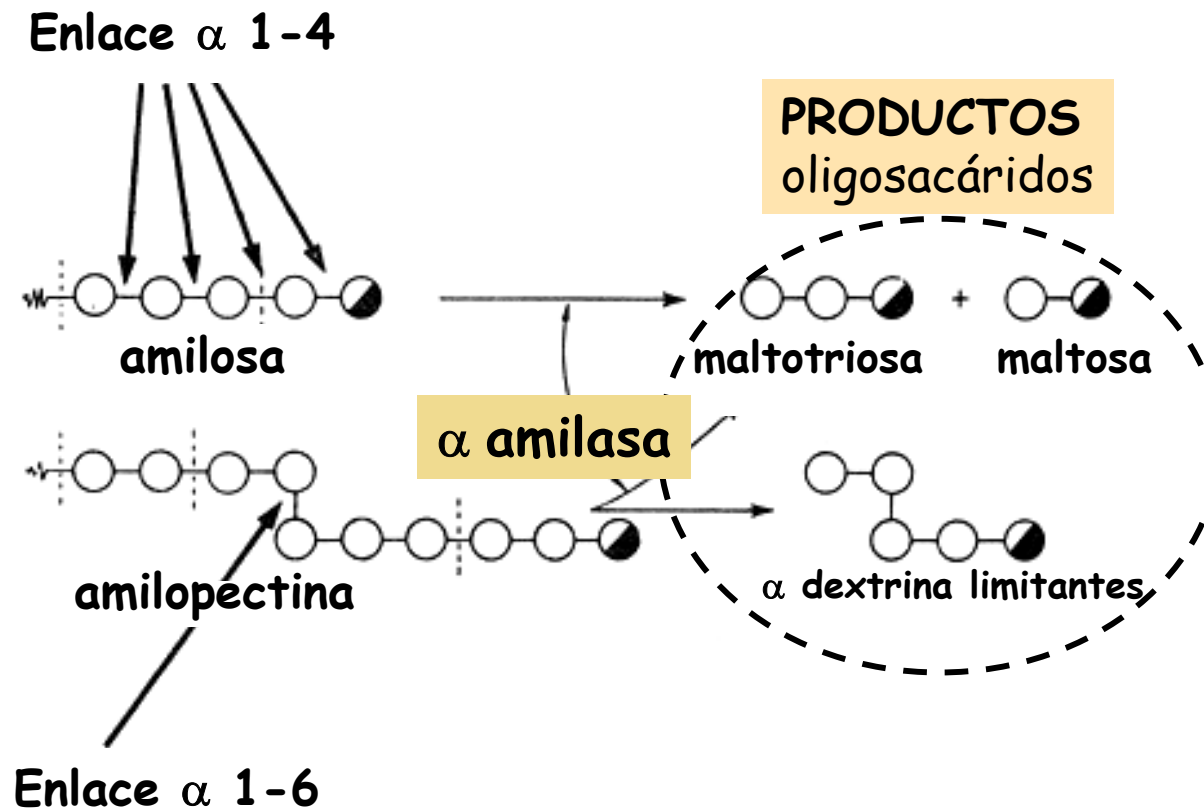 Enlace α 1-4
PRODUCTOS
oligosacáridos
amilosa
maltotriosa
+
maltosa
α amilasa
amilopectina
α dextrina limitantes
Enlace α 1-6